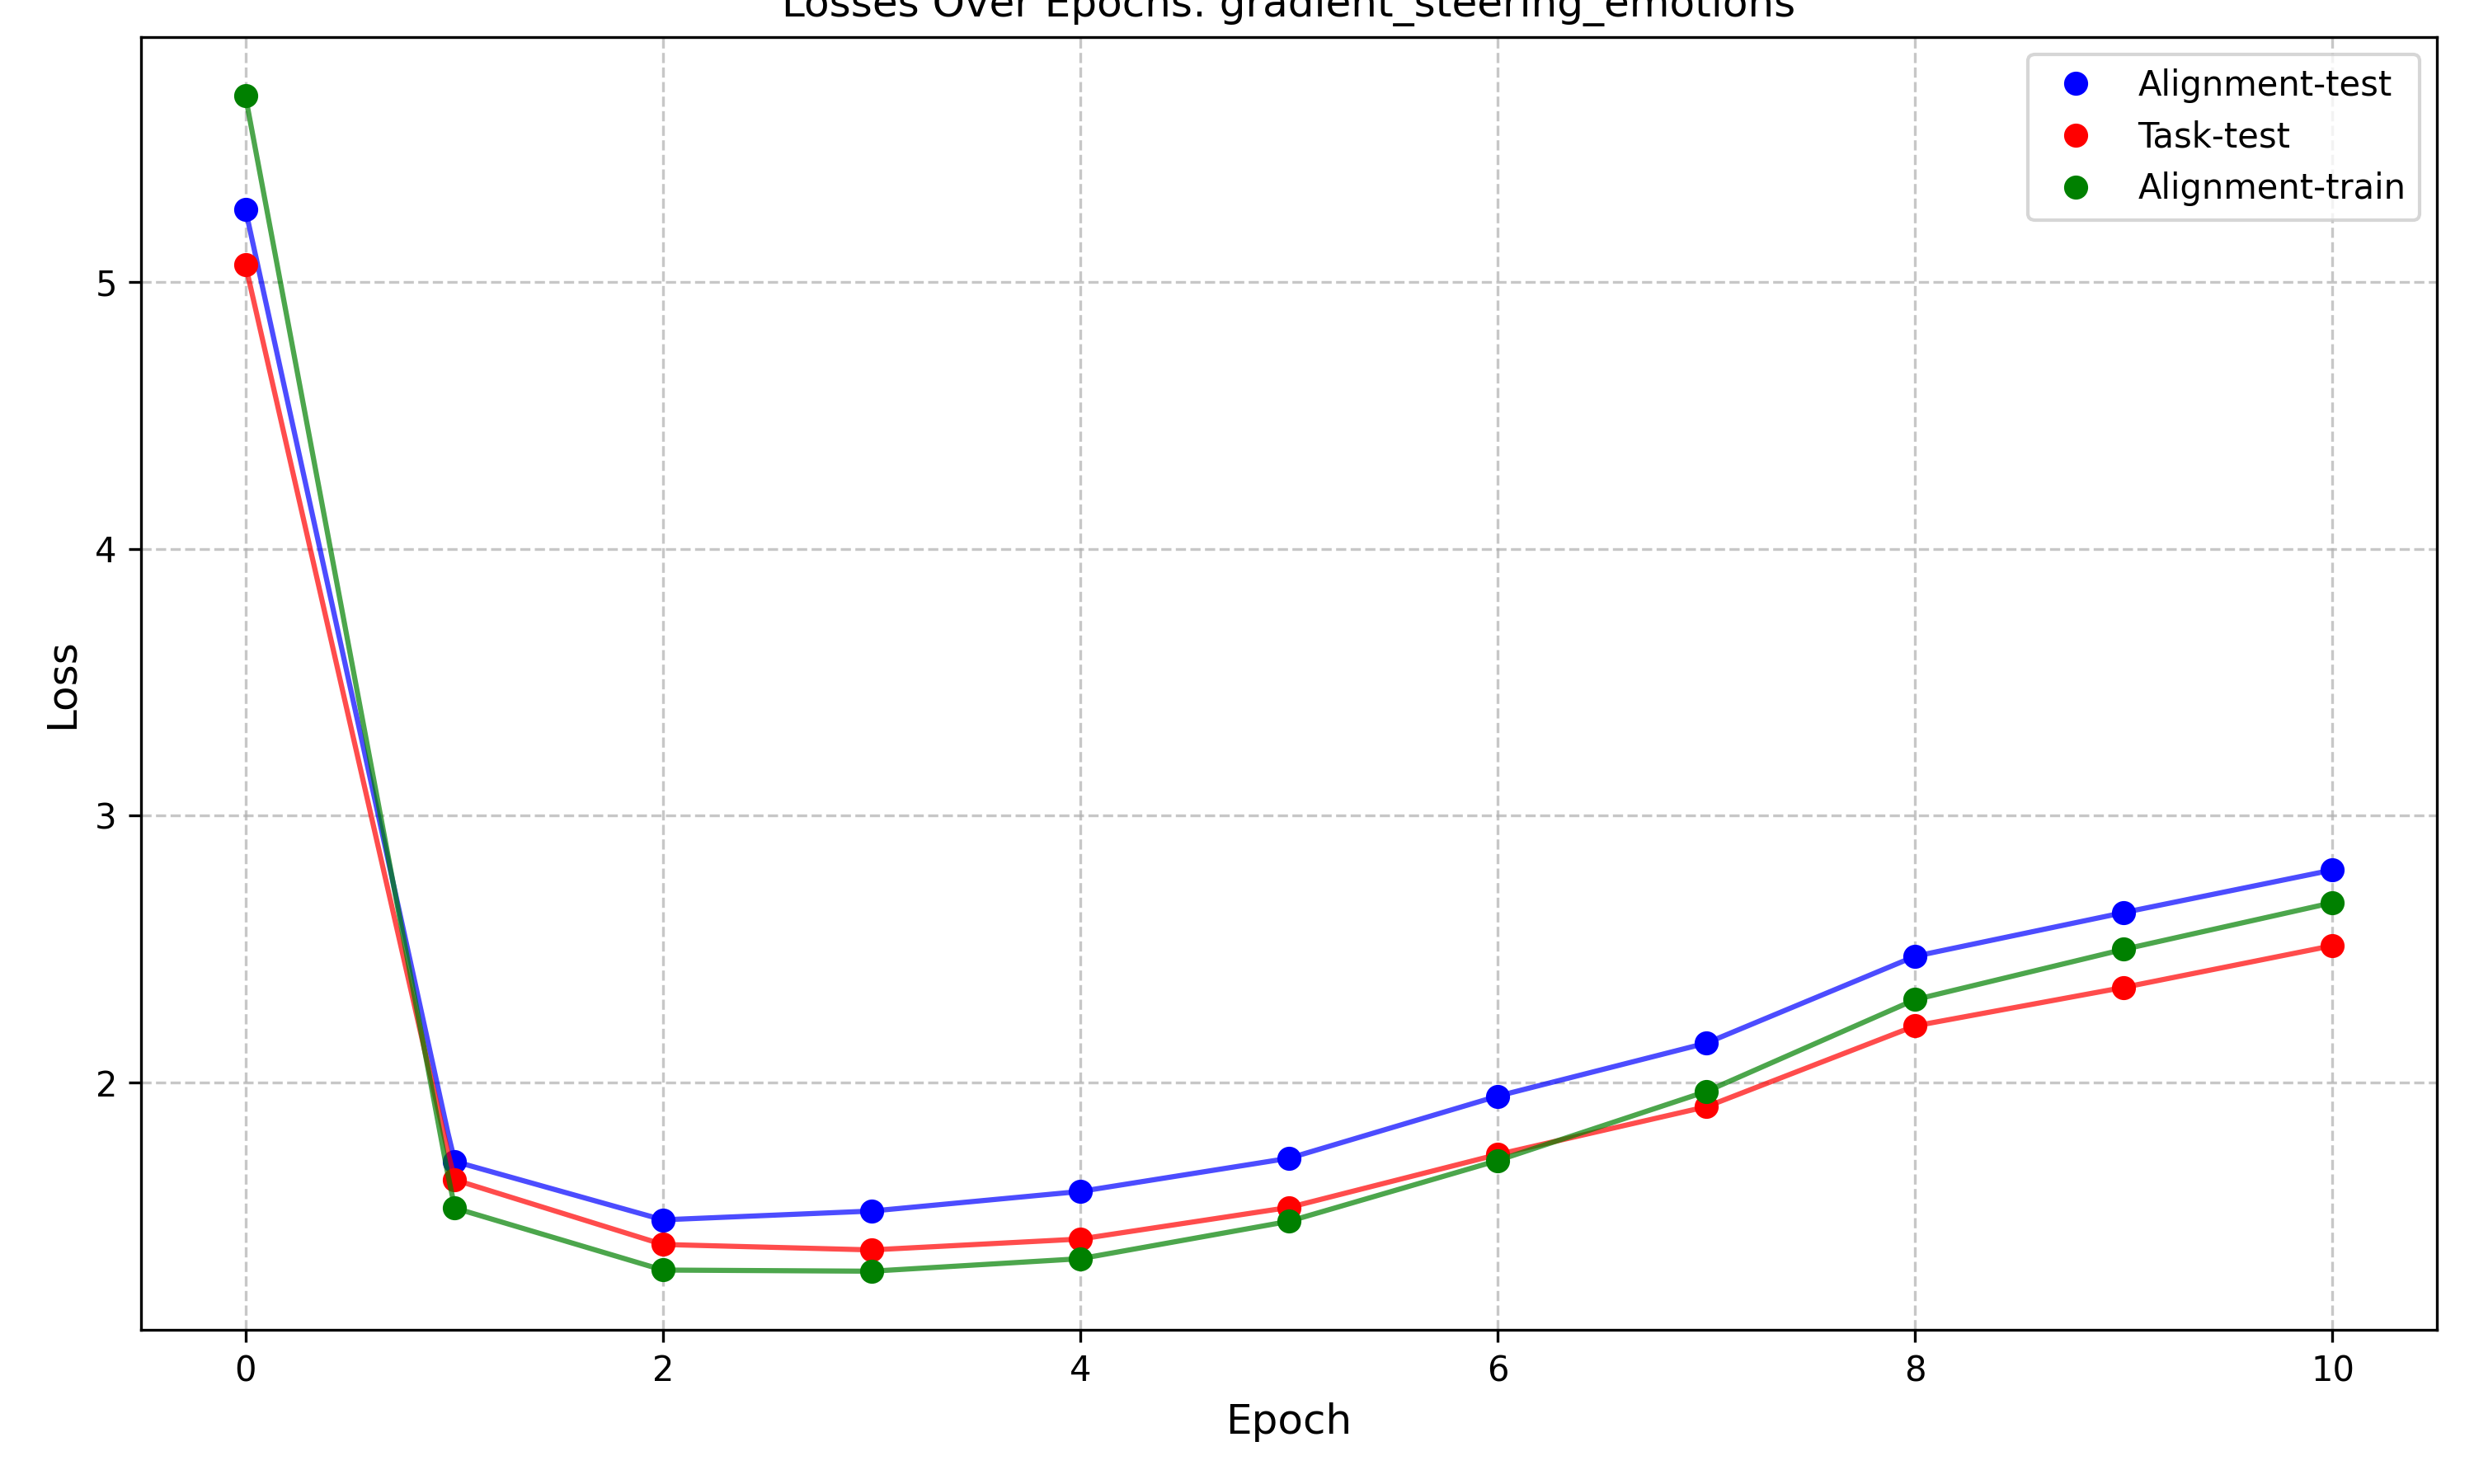 Losses Over Epochs: gradient_steering_emotions
Alignment-test
Task-test
Alignment-train
5
4
3
2
Loss
0 2 4 6 8 10
Epoch